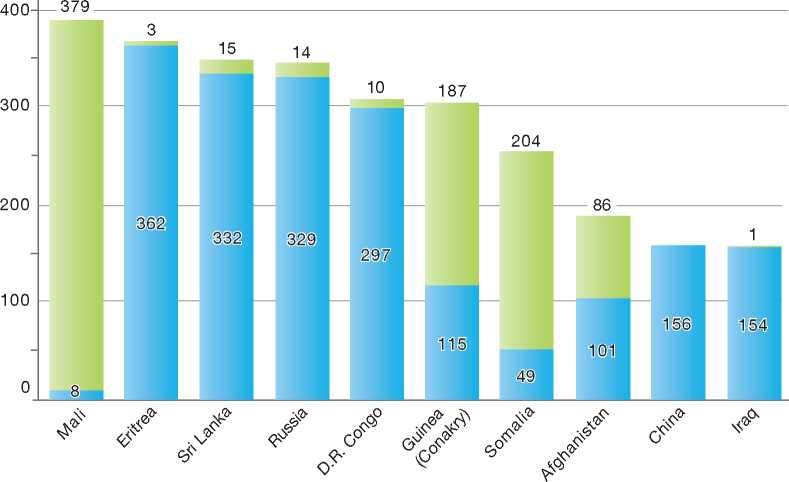 400
300
200
100
0
379
8
3
362
15
332
14
329
10
297
187
115
204
49
86
101
156
1
154
Mali
Eritrea
Sri Lanka
Russia
D.R. Congo
Guinea
(Conakry)
Somalia
Afghanistan
China
Iraq